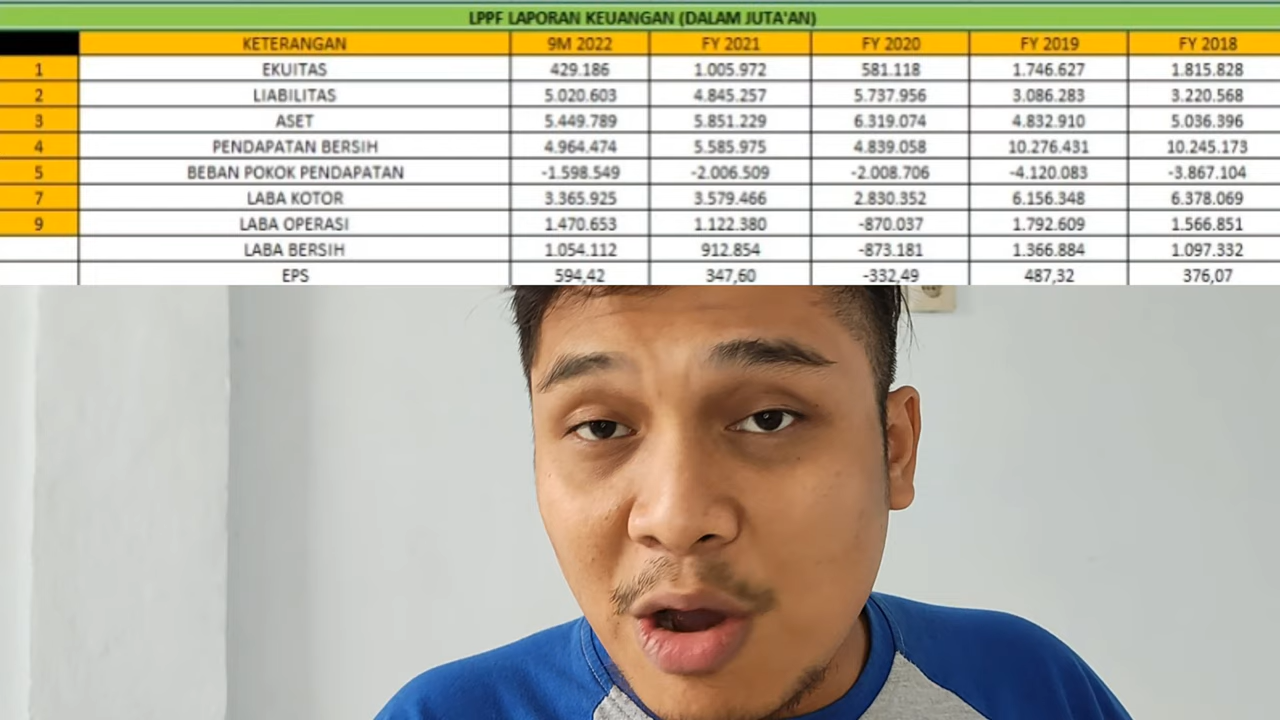 LPPF LAPORAN KEUANGAN (DALAM JUTA'AN)
KETERANGAN 9M 2022 FY 2021 FY 2020 FY 2019 FY 2018
1 EKUITAS 429.186 1.005.972 581.118 1.746.627 1.815.828
2 LIABILITAS 5.020.603 4.845.257 5.737.956 3.086.283 3.220.568
3 ASET 5.449.789 5.851.229 6.319.074 4.832.910 5.036.396
4 PENDAPATAN BERSIH 4.964.474 5.585.975 4.839.058 10.276.431 10.245.173
5 BEBAN POKOK PENDAPATAN -1.598.549 -2.006.509 -2.008.706 -4.120.083 -3.867.104
7 LABA KOTOR 3.365.925 3.579.466 2.830.352 6.156.348 6.378.069
9 LABA OPERASI 1.470.653 1.122.380 -870.037 1.792.609 1.566.851
LABA BERSIH 1.054.112 912.854 -873.181 1.366.884 1.097.332
EPS 594,42 347,60 -332,49 487,32 376,07